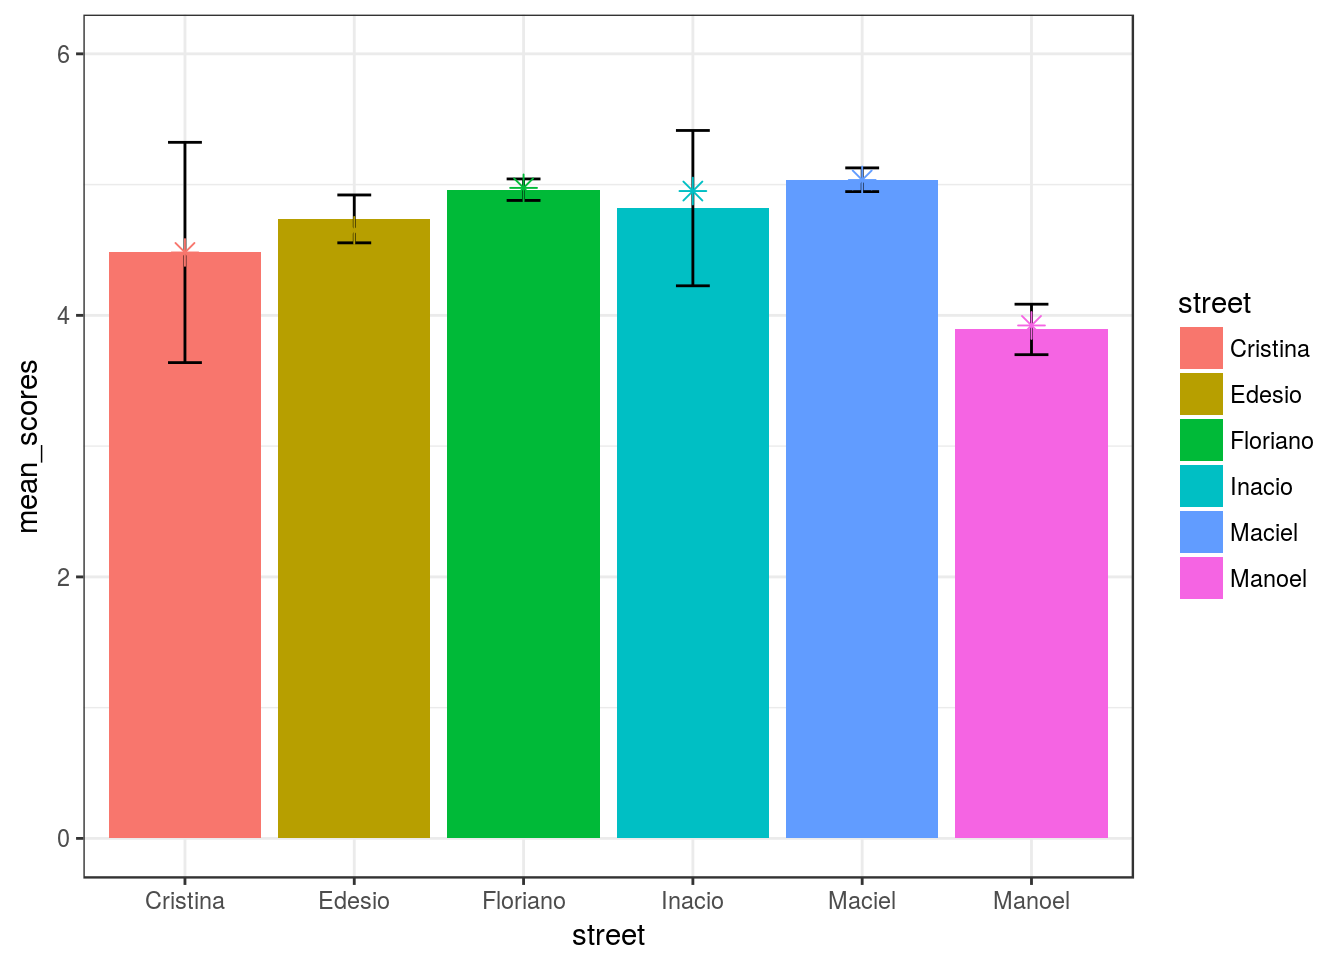 6
4
2
0
mean_scores
Cristina Edesio Floriano Inacio Maciel Manoel
street
street
Cristina
Edesio
Floriano
Inacio
Maciel
Manoel